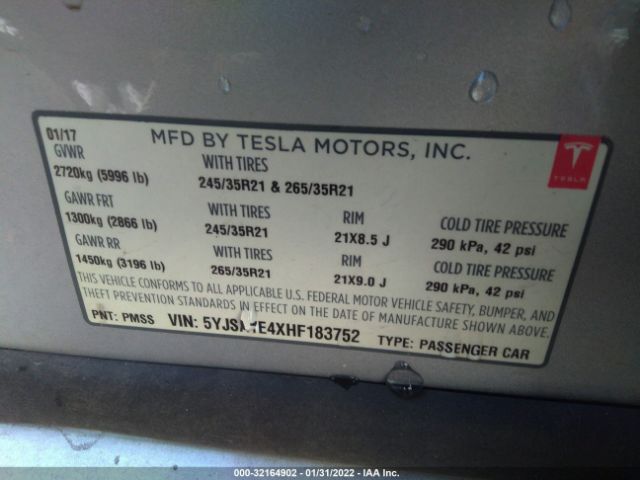 01/17 MFD BY TESLA MOTORS, INC.
GVWR WITH TIRES
2720kg (5996 lb) 245/35R21 & 265/35R21
TESLA
GAWR FRT WITH TIRES RIM COLD TIRE PRESSURE
1300kg (2866 lb) 245/35R21 21X8.5 J 290 kPa, 42 psi
GAWR RR WITH TIRES RIM COLD TIRE PRESSURE
1450kg (3196 lb) 265/35R21 21X9.0 J 290 kPa, 42 psi
THIS VEHICLE CONFORMS TO ALL APPLICABLE U.S. FEDERAL MOTOR VEHICLE SAFETY, BUMPER, AND
THEFT PREVENTION STANDARDS IN EFFECT ON THE DATE OF MANUFACTURE SHOWN ABOVE.
PNT: PMSS VIN: TYPE: PASSENGER CAR
000-32164902 - 01/31/2022 - IAA Inc.